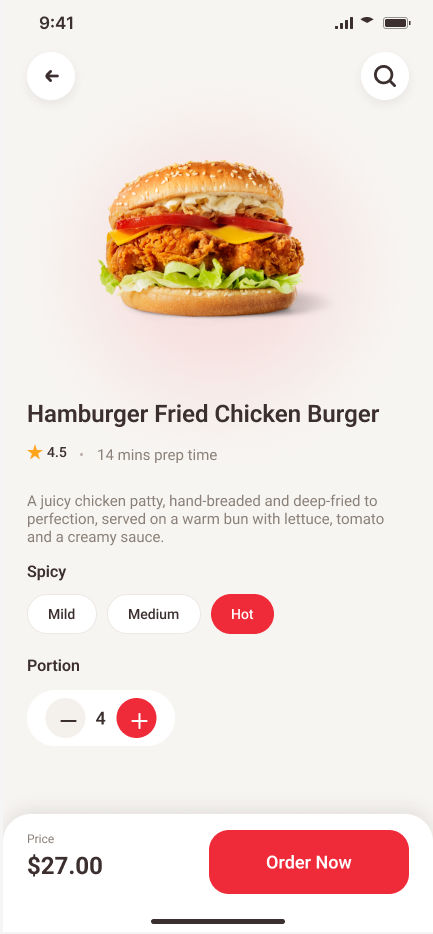 9:41
Hamburger Fried Chicken Burger
4.5 • 14 mins prep time
A juicy chicken patty, hand-breaded and deep-fried to
perfection, served on a warm bun with lettuce, tomato
and a creamy sauce.
Spicy
Mild Medium Hot
Portion
− 4 +
Price
$27.00
Order Now